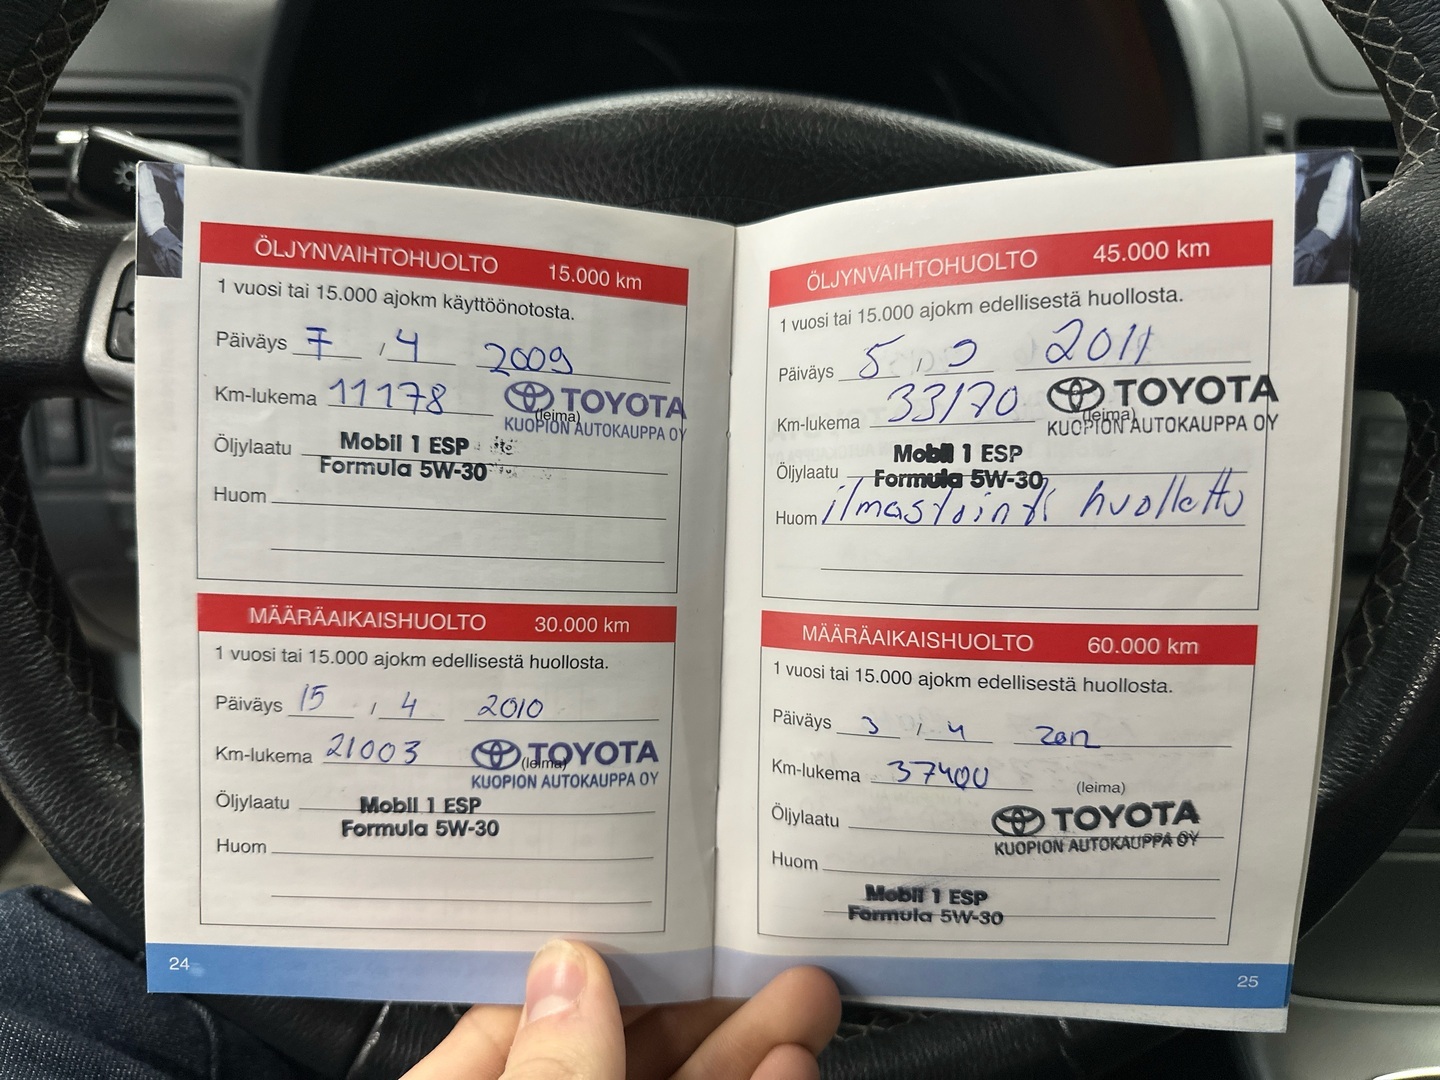 ÖLJYNVAIHTOHUOLTO 15.000 km
1 vuosi tai 15.000 ajokm käyttöönotosta.
Päiväys 7 , 4 2009
Km-lukema 11178 (leima) TOYOTA
KUOPION AUTOKAUPPA OY
Öljylaatu Mobil 1 ESP
Formula 5W-30
Huom
MÄÄRÄAIKAISHUOLTO 30.000 km
1 vuosi tai 15.000 ajokm edellisestä huollosta.
Päiväys 15 , 4 2010
Km-lukema 21003 (leima) TOYOTA
KUOPION AUTOKAUPPA OY
Öljylaatu Mobil 1 ESP
Formula 5W-30
Huom
24
ÖLJYNVAIHTOHUOLTO 45.000 km
1 vuosi tai 15.000 ajokm edellisestä huollosta.
Päiväys 5 , 2011
Km-lukema 33170 (leima) TOYOTA
KUOPION AUTOKAUPPA OY
Öljylaatu Mobil 1 ESP
Formula 5W-30
Huom ilmastointi huollettu
MÄÄRÄAIKAISHUOLTO 60.000 km
1 vuosi tai 15.000 ajokm edellisestä huollosta.
Päiväys 3 , 4 2012
Km-lukema 37400 (leima)
Öljylaatu TOYOTA
KUOPION AUTOKAUPPA OY
Huom
Mobil 1 ESP
Formula 5W-30
25